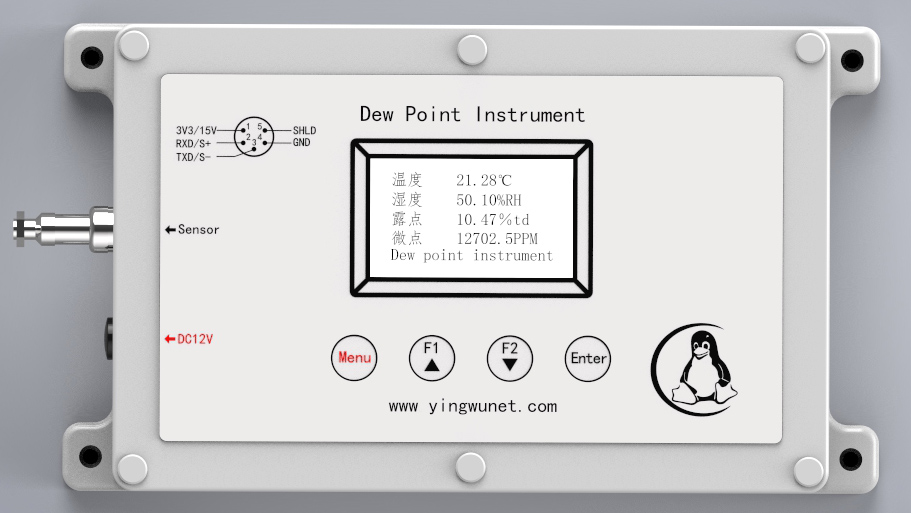 Dew Point Instrument
3V3/15V
RXD/S+
TXD/S-
1 5
2 4
3
SHLD
GND
温度 21.28℃
湿度 50.10%RH
露点 10.47%td
微点 12702.5PPM
Dew point instrument
←Sensor
←DC12V
Menu
F1
▲
F2
▼
Enter
www yingwunet.com